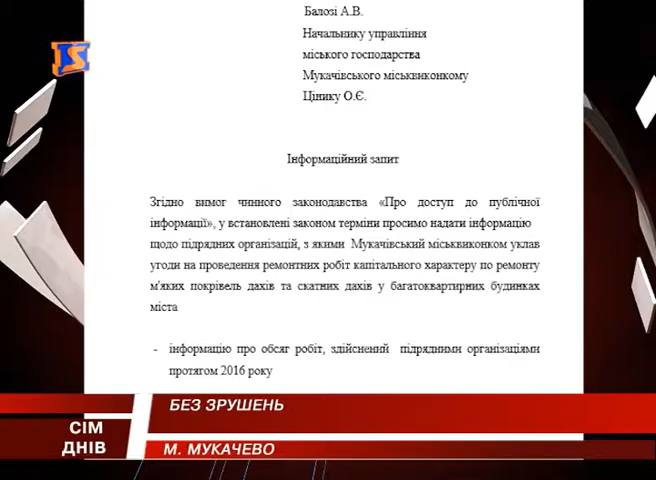 Балозі А.В.
Начальнику управління
міського господарства
Мукачівського міськвиконкому
Цінику О.Є.
Інформаційний запит
Згідно вимог чинного законодавства «Про доступ до публічної
інформації», у встановлені законом терміни просимо надати інформацію
щодо підрядних організацій, з якими Мукачівський міськвиконком уклав
угоди на проведення ремонтних робіт капітального характеру по ремонту
м'яких покрівель дахів та скатних дахів у багатоквартирних будинках
міста
- інформацію про обсяг робіт, здійснений підрядними організаціями
протягом 2016 року
БЕЗ ЗРУШЕНЬ
СІМ
ДНІВ
М. МУКАЧЕВО